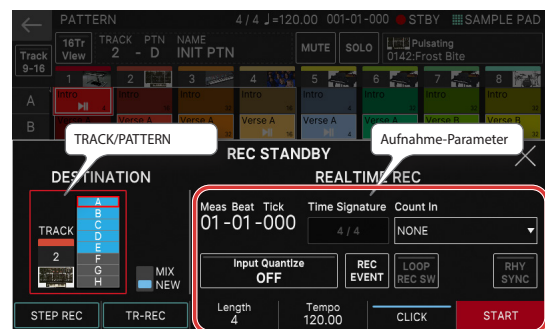 PATTERN 4 / 4 ♩=120.00 001-01-000 STBY SAMPLE PAD
Track 9-16
16Tr View
TRACK PTN NAME
2 - D INIT PTN
MUTE SOLO
Pulsating
0142:Frost Bite
1 2 3 4 5 6 7 8
A Intro Intro Intro Intro Intro Intro Intro Intro
B Verse A Verse A Verse A Verse A Verse A
TRACK/PATTERN
Aufnahme-Parameter
REC STANDBY
DESTINATION
REALTIME REC
TRACK
2
A
B
C
D
E
F
G
H
MIX
NEW
Meas Beat Tick Time Signature Count In
01-01-000 4 / 4 NONE
Input Quantize
OFF
REC EVENT
LOOP REC SW
RHY SYNC
STEP REC TR-REC
Length
4
Tempo
120.00
CLICK START